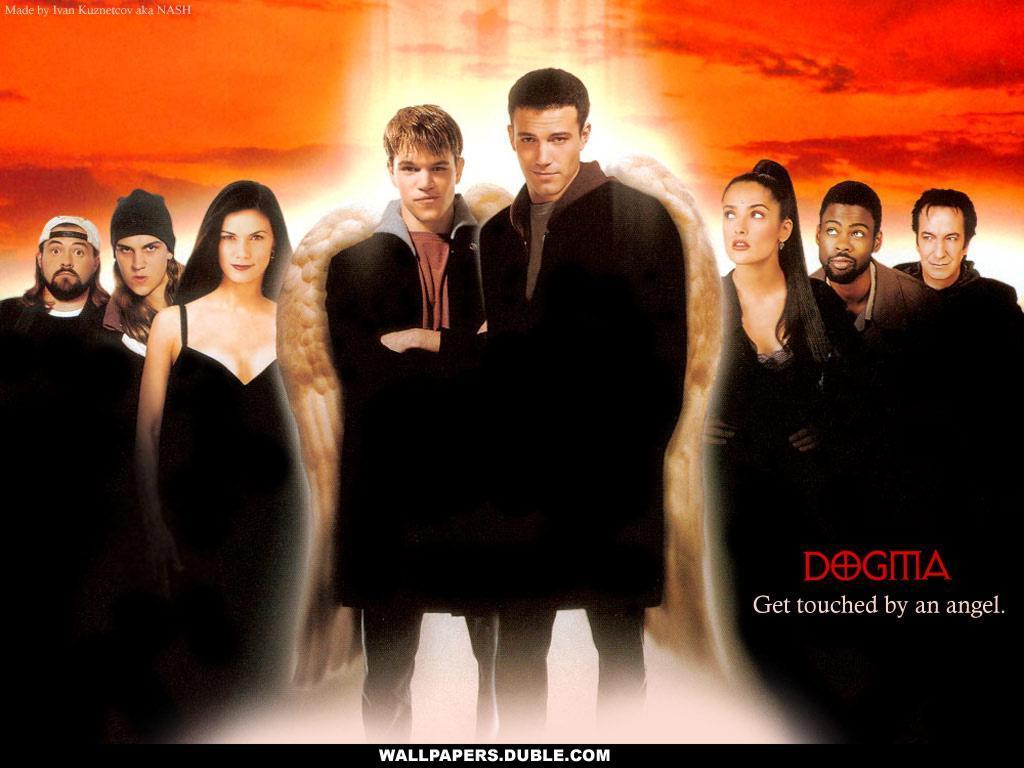 Made by Ivan Kuznetcov aka NASH
DOGMA
Get touched by an angel.
WALLPAPERS.DUBLE.COM